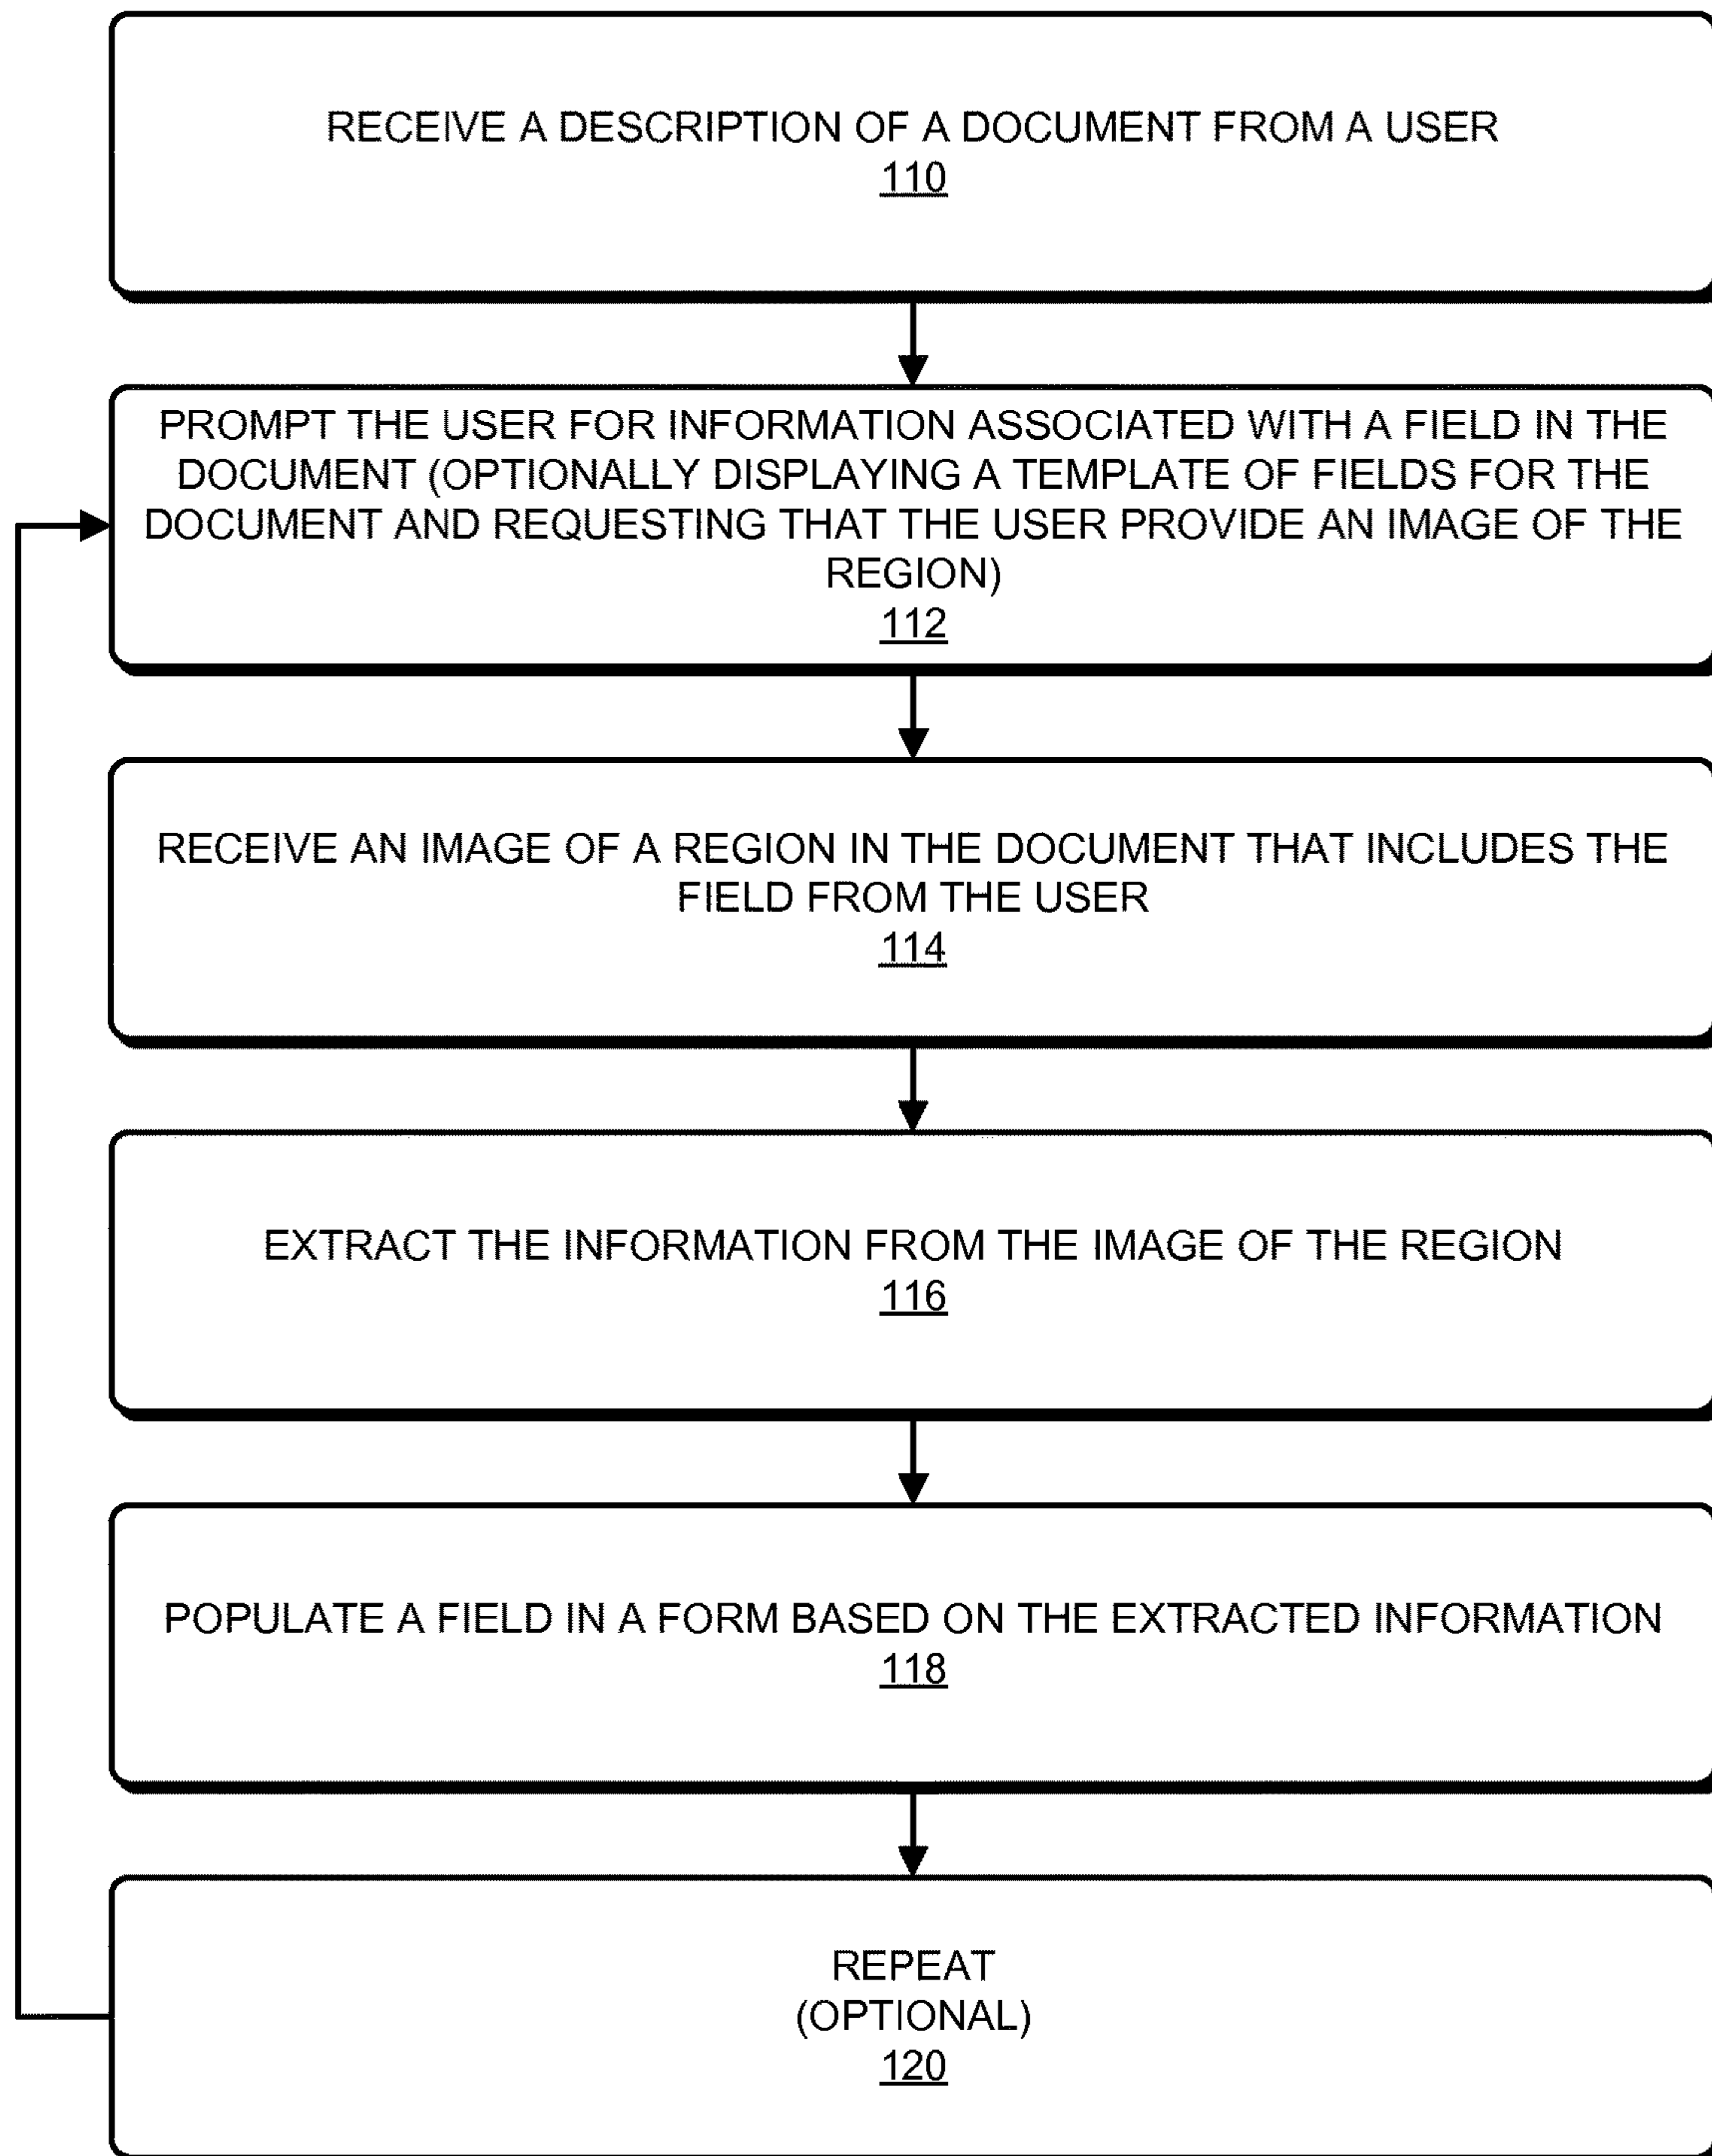 RECEIVE A DESCRIPTION OF A DOCUMENT FROM A USER
110
PROMPT THE USER FOR INFORMATION ASSOCIATED WITH A FIELD IN THE
DOCUMENT (OPTIONALLY DISPLAYING A TEMPLATE OF FIELDS FOR THE
DOCUMENT AND REQUESTING THAT THE USER PROVIDE AN IMAGE OF THE
REGION)
112
RECEIVE AN IMAGE OF A REGION IN THE DOCUMENT THAT INCLUDES THE
FIELD FROM THE USER
114
EXTRACT THE INFORMATION FROM THE IMAGE OF THE REGION
116
POPULATE A FIELD IN A FORM BASED ON THE EXTRACTED INFORMATION
118
REPEAT
(OPTIONAL)
120